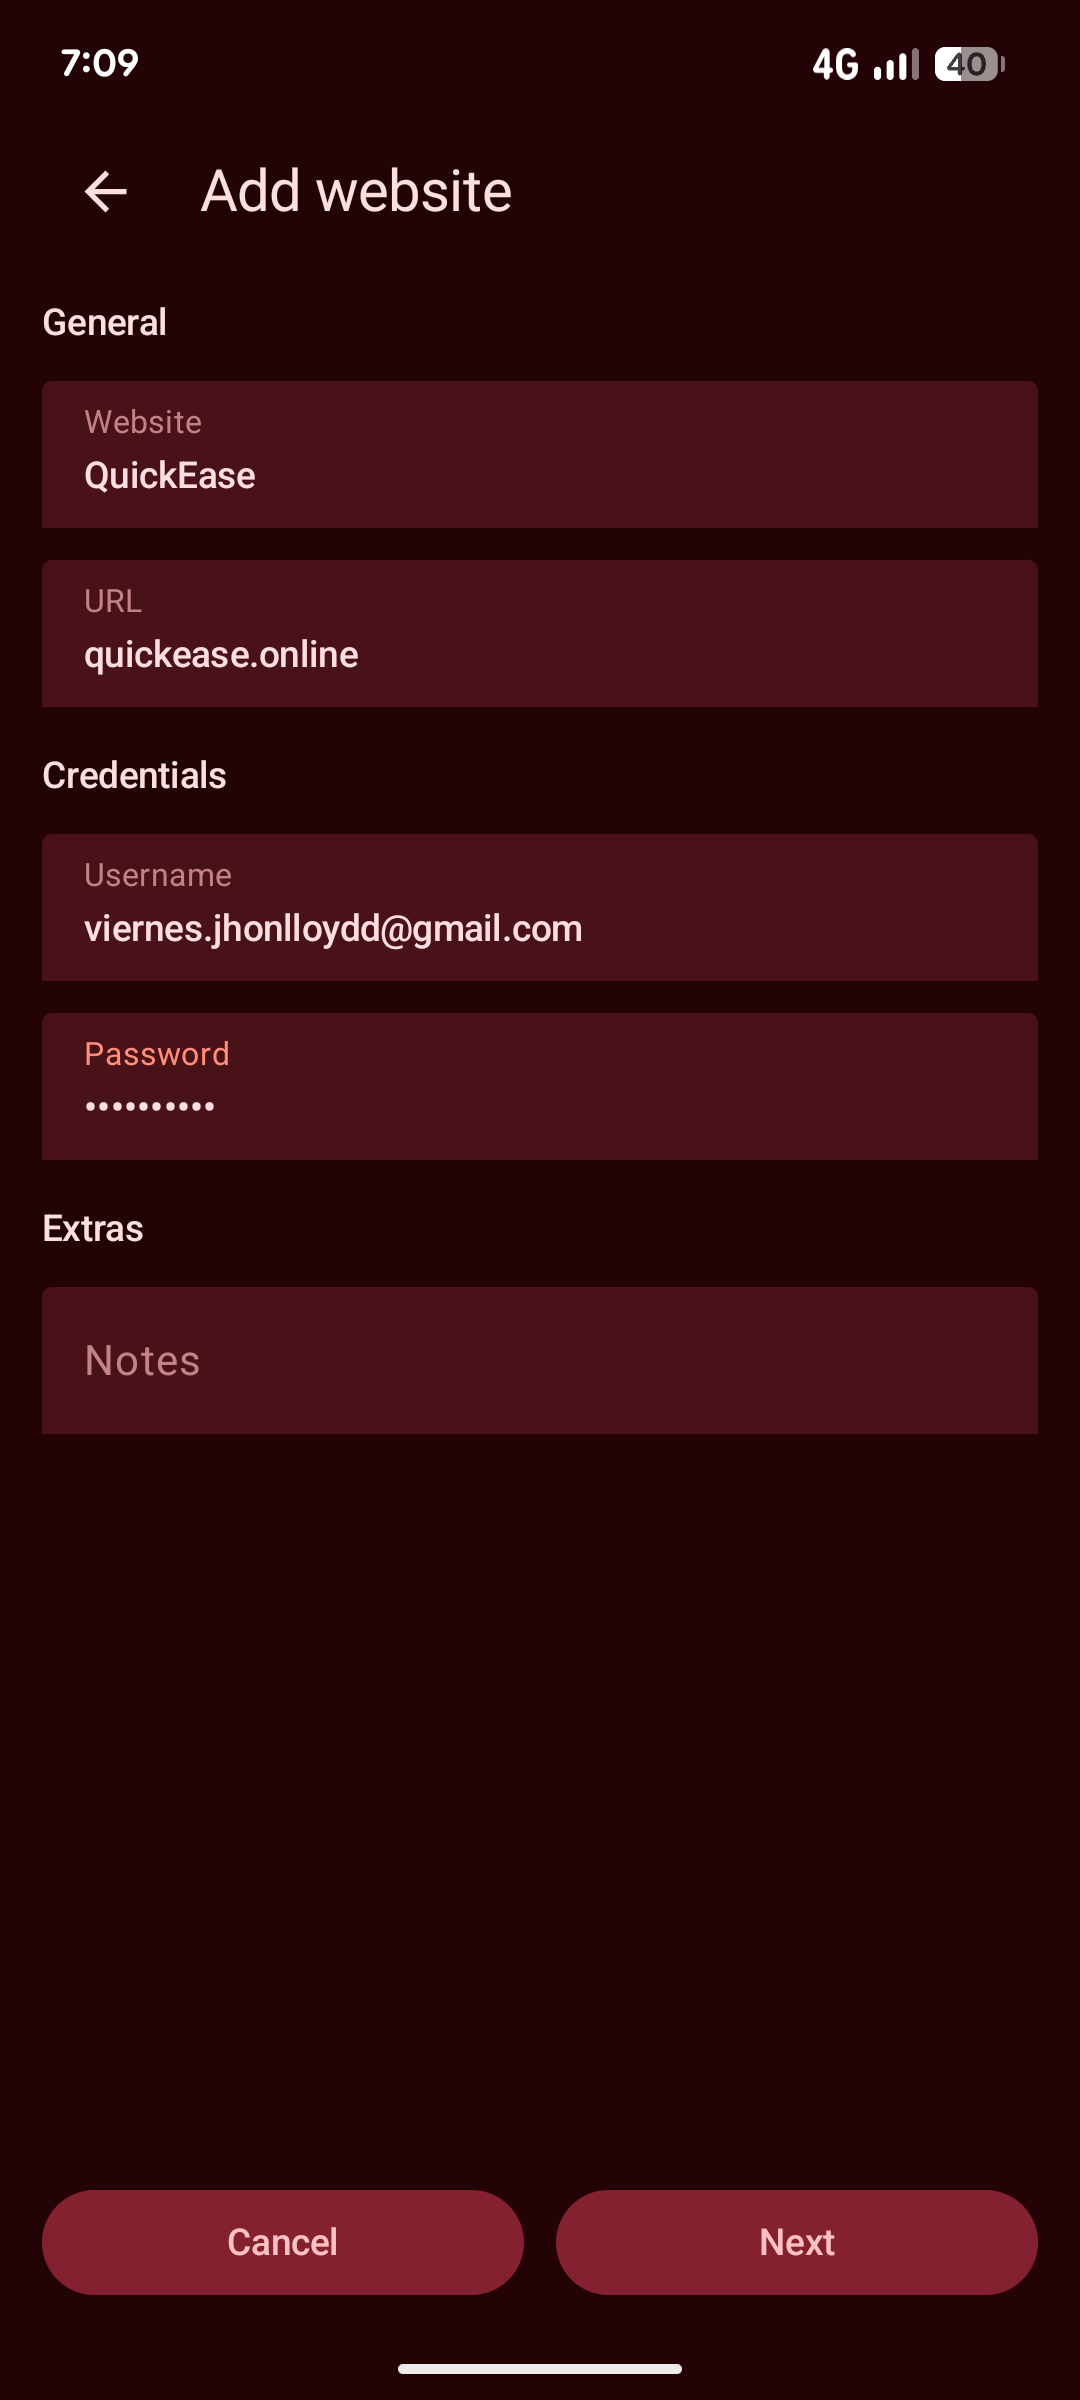 7:09
4G
40
Add website
General
Website
QuickEase
URL
quickease.online
Credentials
Username
viernes.jhonlloydd@gmail.com
Password
••••••••••
Extras
Notes
Cancel
Next